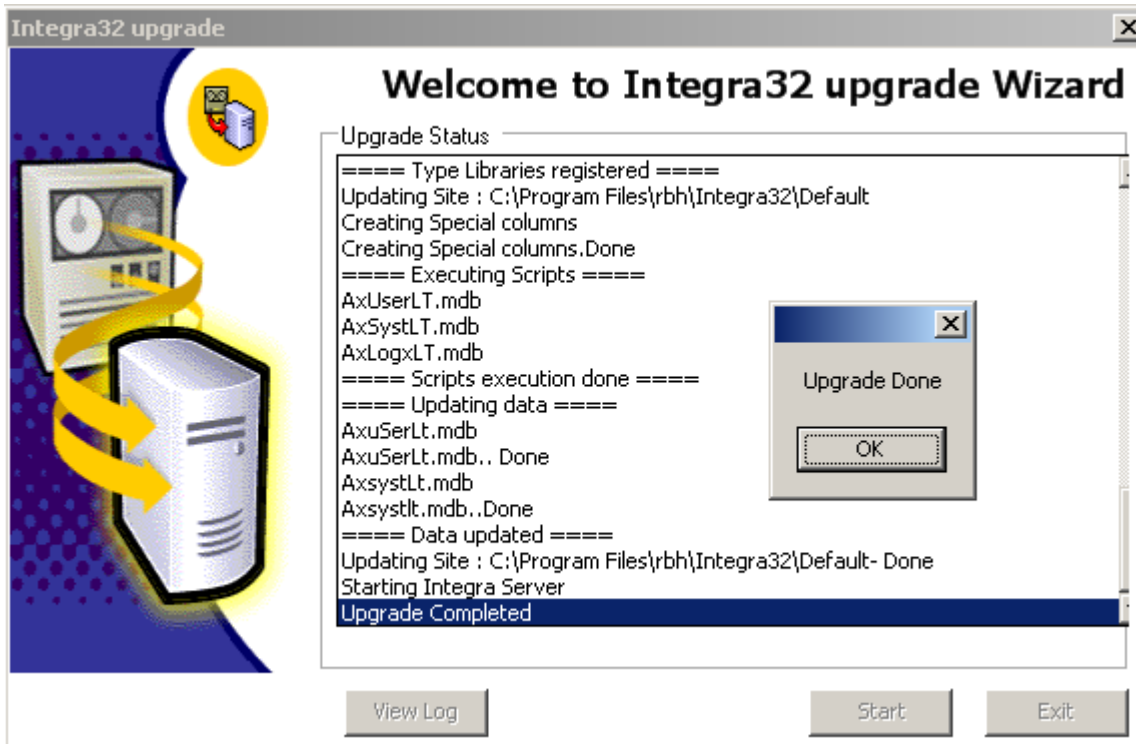 Integra32 upgrade
Welcome to Integra32 upgrade Wizard
Upgrade Status
==== Type Libraries registered ====
Updating Site : C:\Program Files\rbh\Integra32\Default
Creating Special columns
Creating Special columns.Done
==== Executing Scripts ====
AxUserLT.mdb
AxSystLT.mdb
AxLogxLT.mdb
==== Scripts execution done ====
==== Updating data ====
AxuSerLt.mdb
AxuSerLt.mdb.. Done
AxsystLt.mdb
Axsystlt.mdb..Done
==== Data updated ====
Updating Site : C:\Program Files\rbh\Integra32\Default- Done
Starting Integra Server
Upgrade Completed
Upgrade Done
OK
View Log
Start
Exit